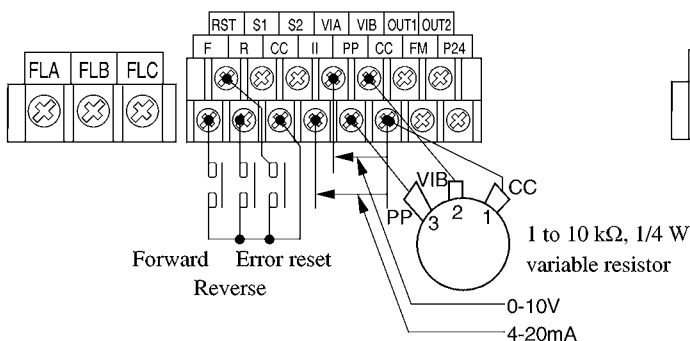 RST S1 S2 VIA VIB OUT1 OUT2
F R CC II PP CC FM P24
FLA FLB FLC
VIB
CC
PP
3 2 1
1 to 10 kΩ, 1/4 W
variable resistor
Forward Error reset
Reverse
0-10V
4-20mA